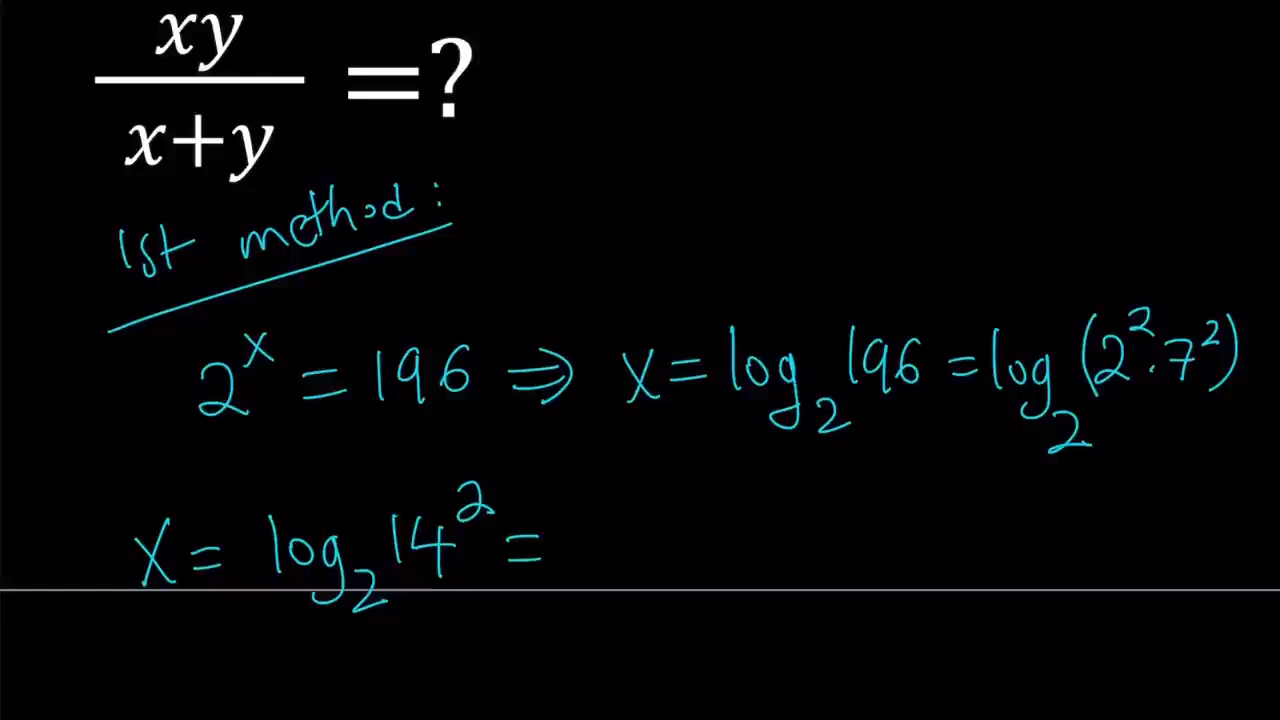 xy
x+y
=?
1st method:
2^x = 196 ⇒ x = log_2 196 = log_2 (2^2 . 7^2)
x = log_2 14^2 =